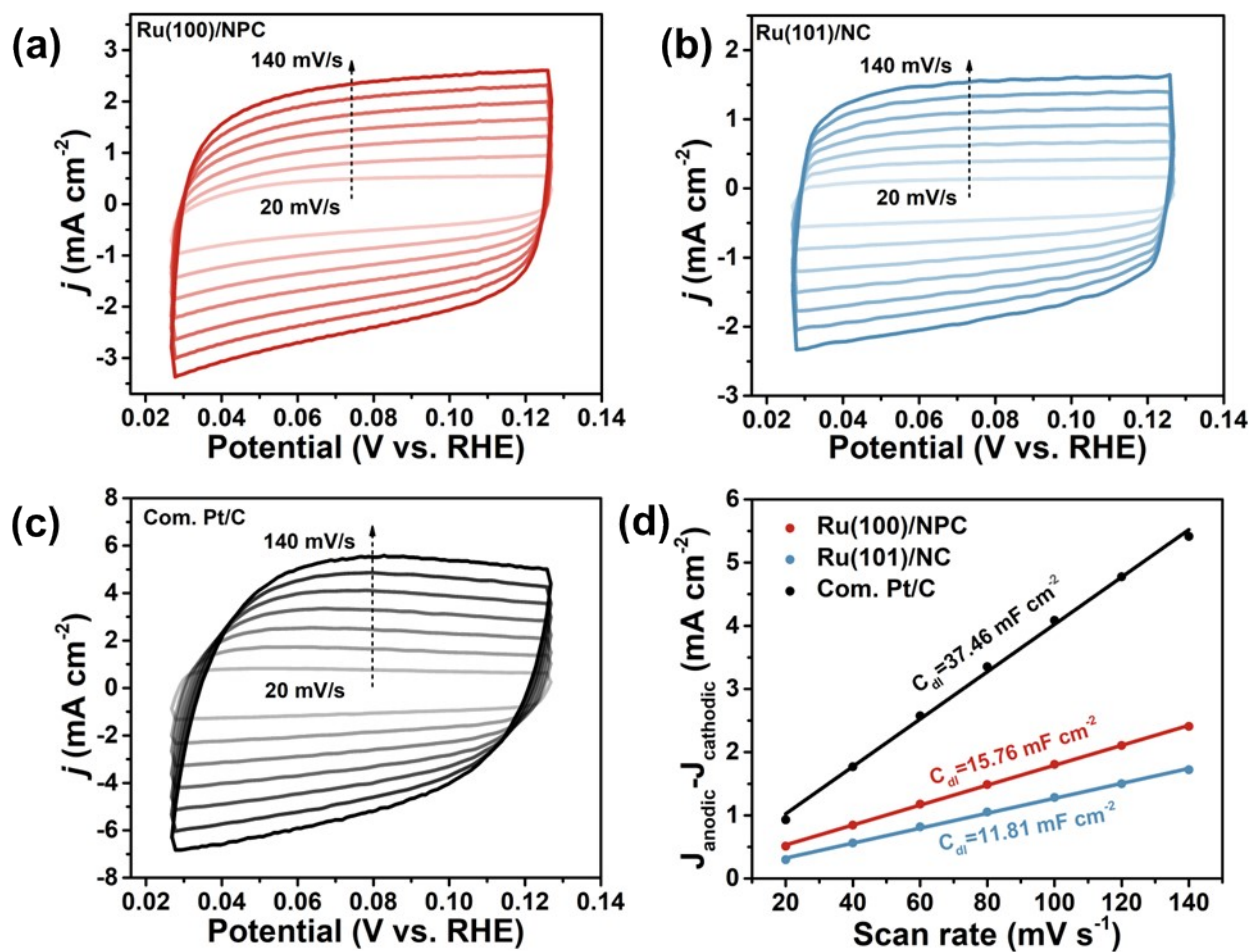 (a)
Ru(100)/NPC
140 mV/s
20 mV/s
3
2
1
0
-1
-2
-3
j (mA cm⁻²)
0.02 0.04 0.06 0.08 0.10 0.12 0.14
Potential (V vs. RHE)
(b)
Ru(101)/NC
140 mV/s
20 mV/s
2
1
0
-1
-2
-3
j (mA cm⁻²)
0.02 0.04 0.06 0.08 0.10 0.12 0.14
Potential (V vs. RHE)
(c)
Com. Pt/C
140 mV/s
20 mV/s
8
6
4
2
0
-2
-4
-6
-8
j (mA cm⁻²)
0.02 0.04 0.06 0.08 0.10 0.12 0.14
Potential (V vs. RHE)
(d)
Ru(100)/NPC
Ru(101)/NC
Com. Pt/C
C_dl=37.46 mF cm⁻²
C_dl=15.76 mF cm⁻²
C_dl=11.81 mF cm⁻²
6
5
4
3
2
1
0
J_anodic-J_cathodic (mA cm⁻²)
20 40 60 80 100 120 140
Scan rate (mV s⁻¹)